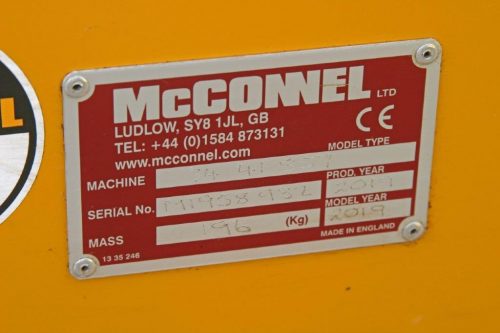 McCONNEL LTD
LUDLOW, SY8 1JL, GB
TEL: +44 (0)1584 873131
www.mcconnel.com
CE
MODEL TYPE
MACHINE
PROD. YEAR
SERIAL No. 2019
MODEL YEAR
MASS 196 (Kg) 2019
13 35 246 MADE IN ENGLAND